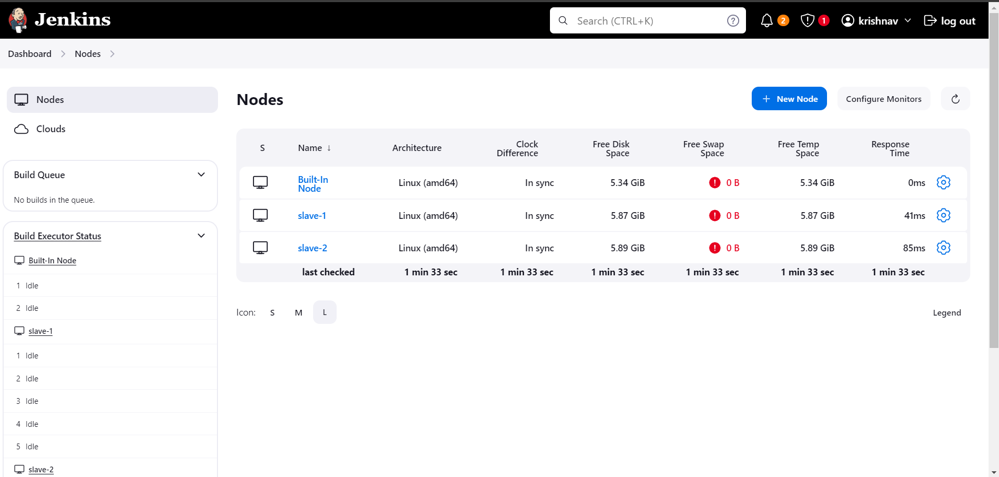 Jenkins
Search (CTRL+K)
2
1
krishnav
log out
Dashboard
Nodes
Nodes
Clouds
Build Queue
No builds in the queue.
Build Executor Status
Built-In Node
1 Idle
2 Idle
slave-1
1 Idle
2 Idle
3 Idle
4 Idle
5 Idle
slave-2
Nodes
+ New Node
Configure Monitors
S Name ↓ Architecture Clock Difference Free Disk Space Free Swap Space Free Temp Space Response Time
Built-In Node Linux (amd64) In sync 5.34 GiB 0 B 5.34 GiB 0ms
slave-1 Linux (amd64) In sync 5.87 GiB 0 B 5.87 GiB 41ms
slave-2 Linux (amd64) In sync 5.89 GiB 0 B 5.89 GiB 85ms
last checked 1 min 33 sec 1 min 33 sec 1 min 33 sec 1 min 33 sec 1 min 33 sec 1 min 33 sec
Icon: S M L
Legend